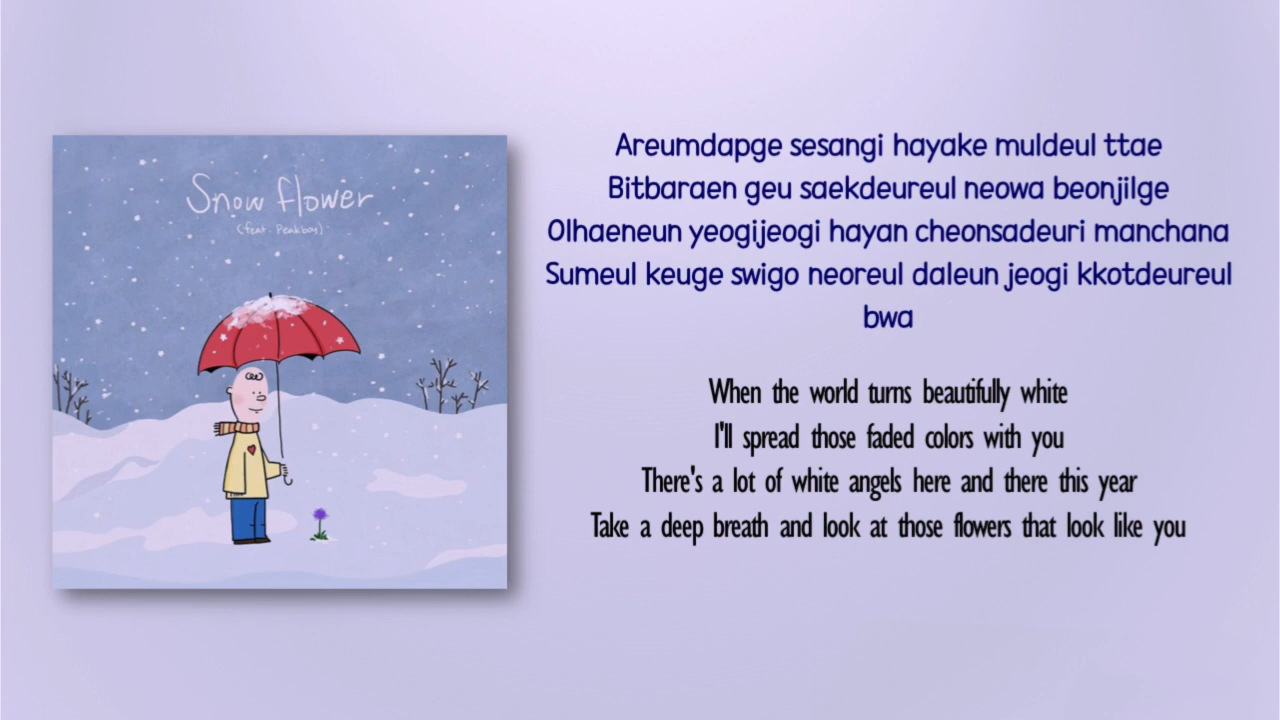 Snow flower
(feat. Peakboy)
Areumdapge sesangi hayake muldeul ttae
Bitbaraen geu saekdeureul neowa beonjilge
Olhaeneun yeogijeogi hayan cheonsadeuri manchana
Sumeul keuge swigo neoreul daleun jeogi kkotdeureul
bwa
When the world turns beautifully white
I'll spread those faded colors with you
There's a lot of white angels here and there this year
Take a deep breath and look at those flowers that look like you